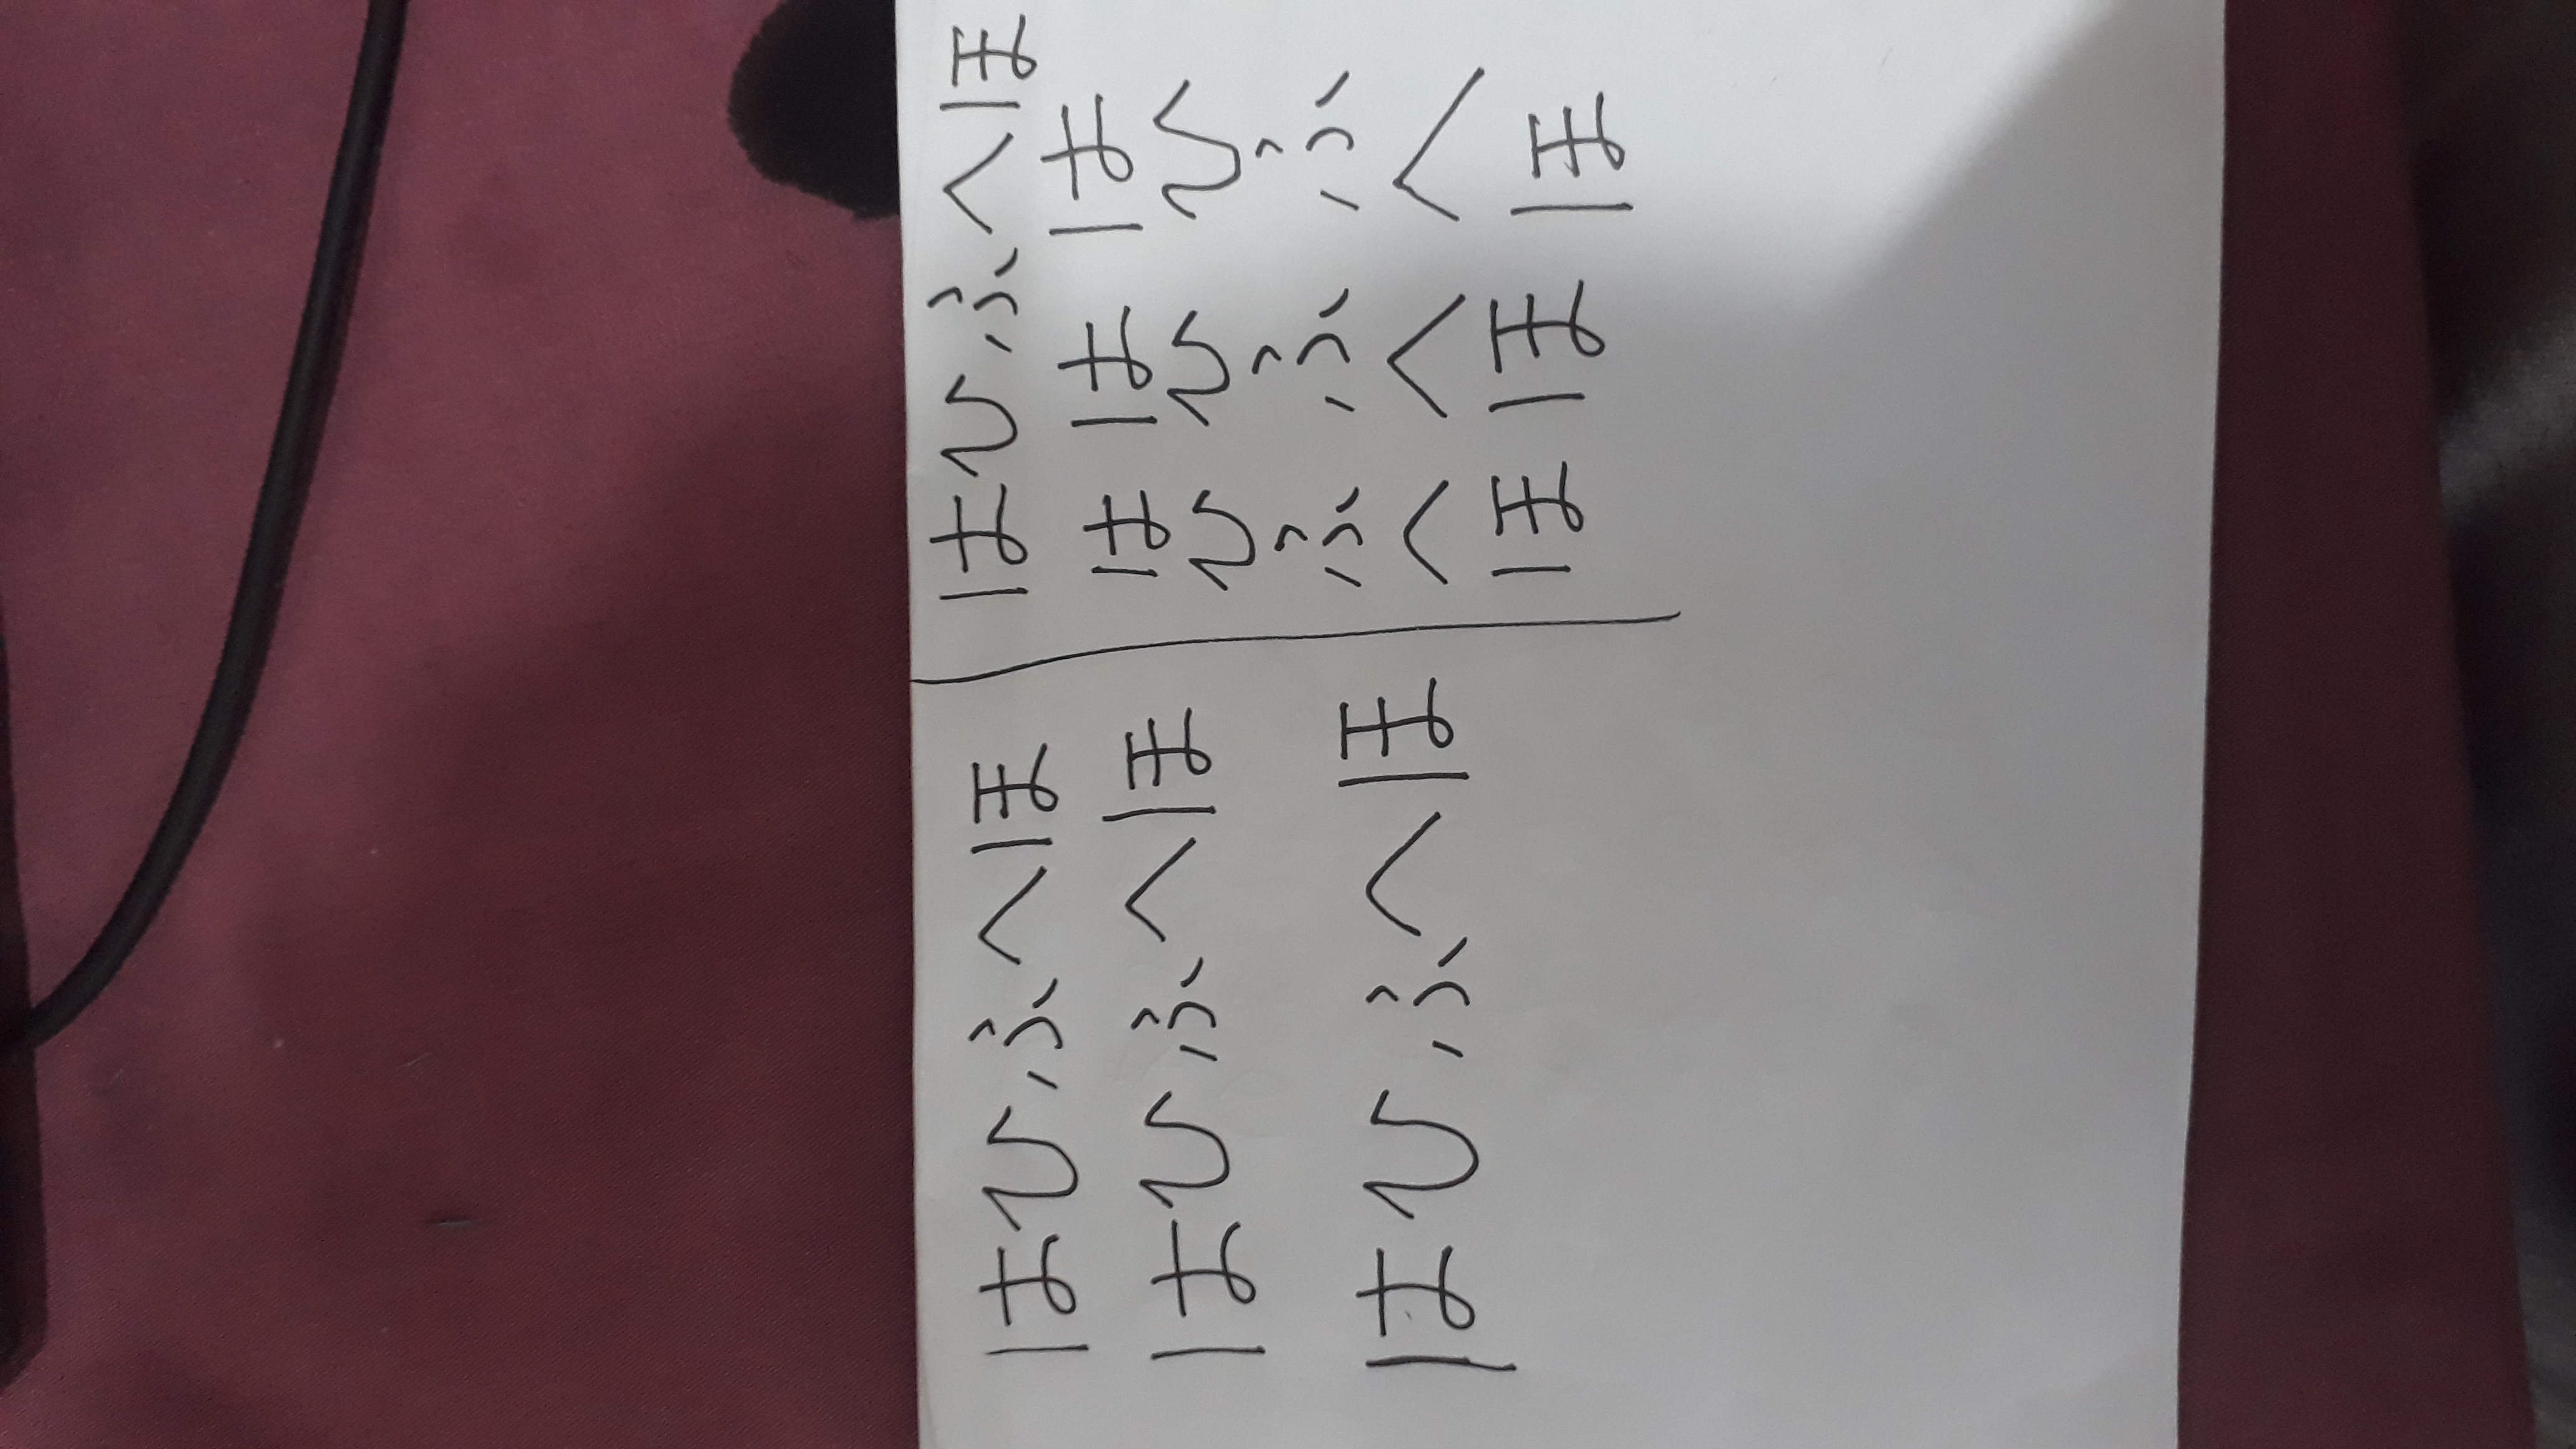 はひふへほ
はひふへほ
はひふへほ
はひふへほ
は は は
ひ ひ ひ
ふ ふ ふ
へ へ へ
ほ ほ ほ